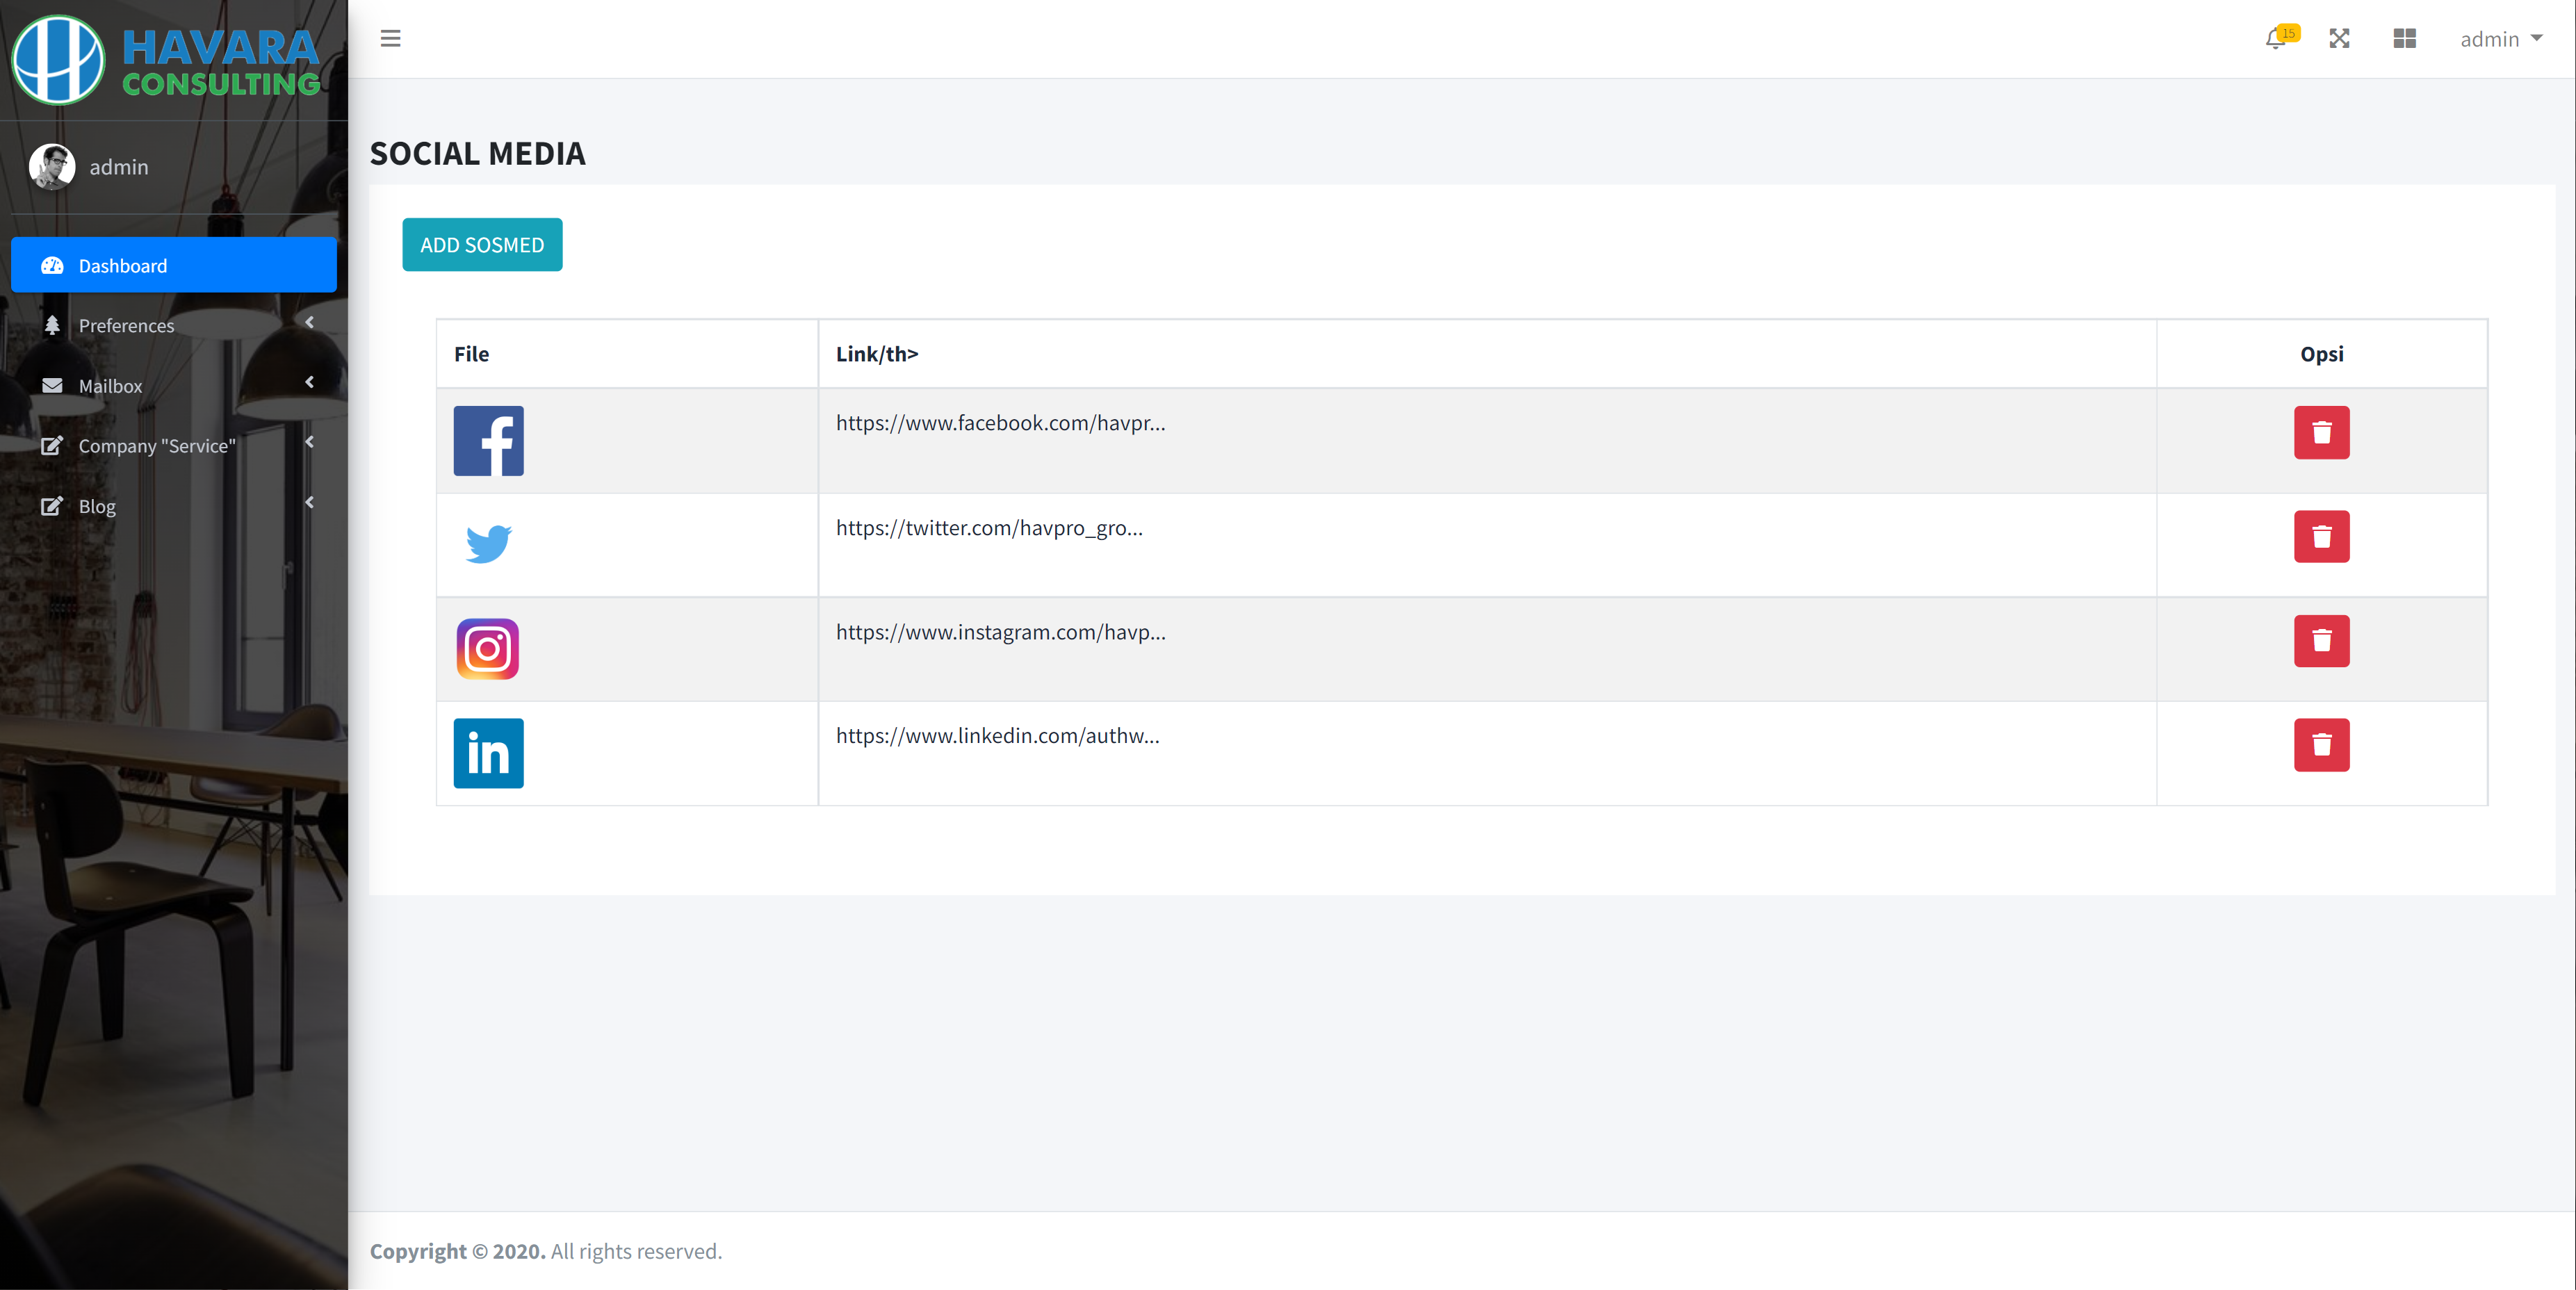 HAVARA
CONSULTING
15
admin
admin
SOCIAL MEDIA
ADD SOSMED
Dashboard
Preferences
Mailbox
Company "Service"
Blog
File Link/th> Opsi
https://www.facebook.com/havpr...
https://twitter.com/havpro_gro...
https://www.instagram.com/havp...
in https://www.linkedin.com/authw...
Copyright © 2020. All rights reserved.